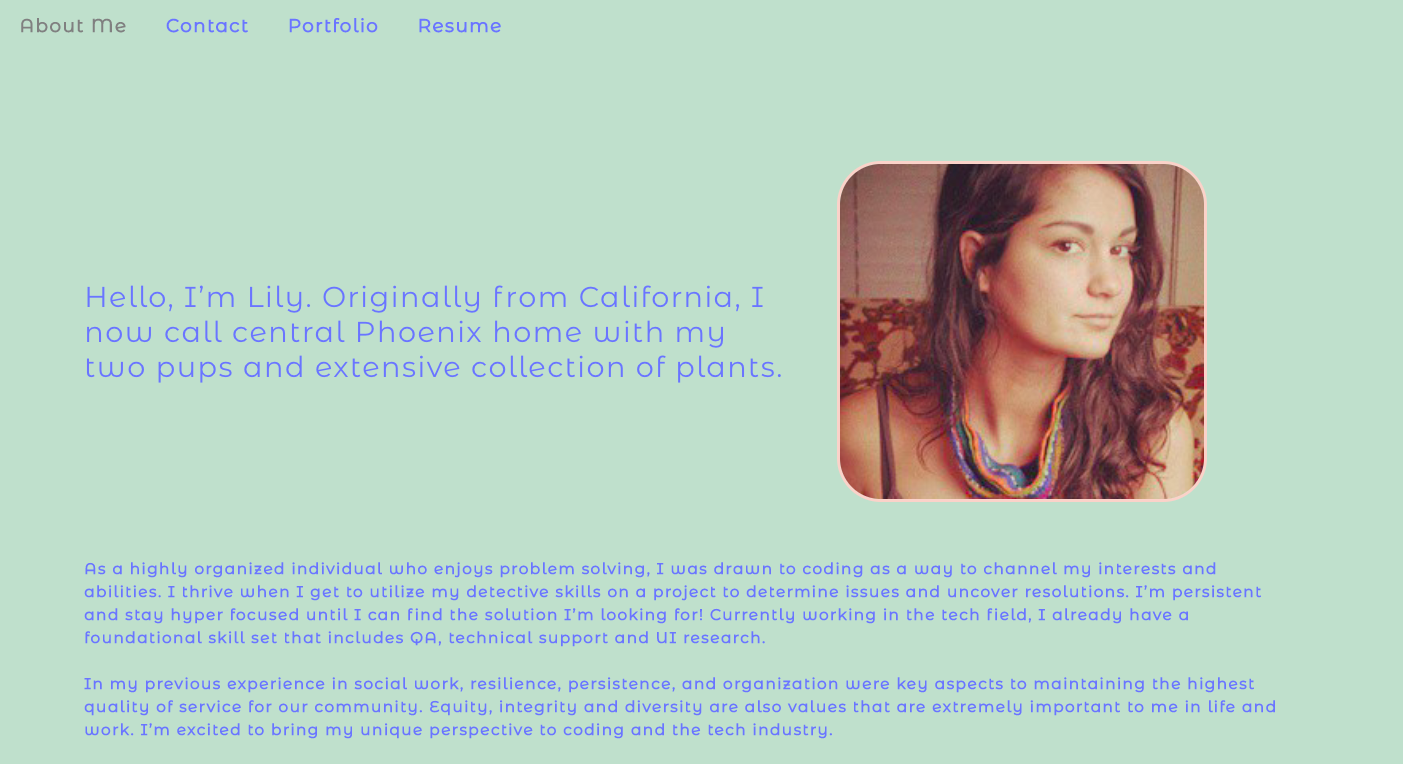 About Me Contact Portfolio Resume
Hello, I’m Lily. Originally from California, I
now call central Phoenix home with my
two pups and extensive collection of plants.
As a highly organized individual who enjoys problem solving, I was drawn to coding as a way to channel my interests and
abilities. I thrive when I get to utilize my detective skills on a project to determine issues and uncover resolutions. I’m persistent
and stay hyper focused until I can find the solution I’m looking for! Currently working in the tech field, I already have a
foundational skill set that includes QA, technical support and UI research.
In my previous experience in social work, resilience, persistence, and organization were key aspects to maintaining the highest
quality of service for our community. Equity, integrity and diversity are also values that are extremely important to me in life and
work. I’m excited to bring my unique perspective to coding and the tech industry.